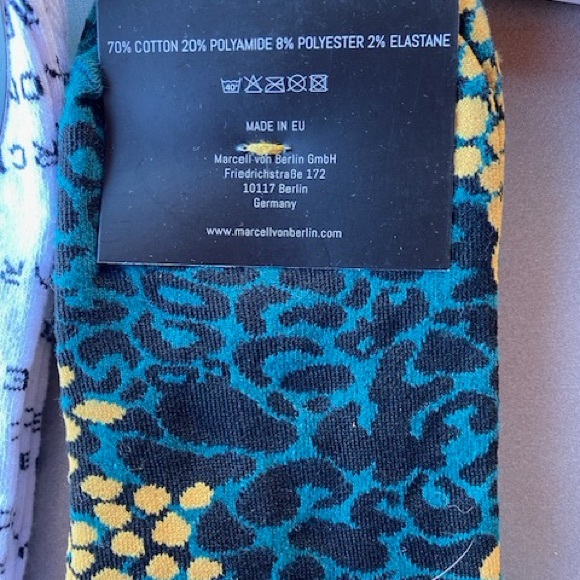 70% COTTON 20% POLYAMIDE 8% POLYESTER 2% ELASTANE
40°
MADE IN EU
Marcell von Berlin GmbH
Friedrichstraße 172
10117 Berlin
Germany
www.marcellvonberlin.com